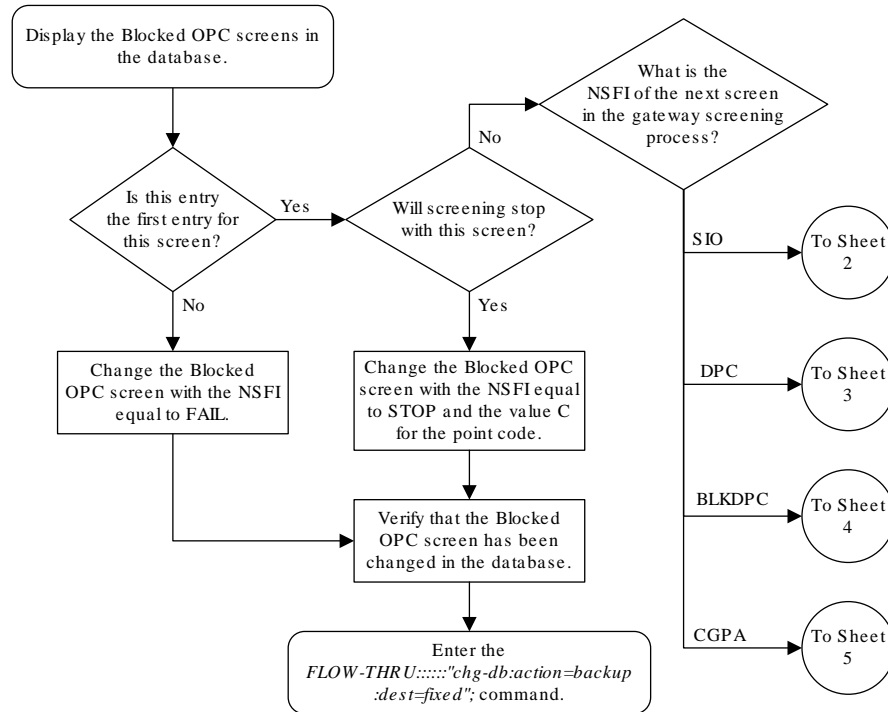 Display the Blocked OPC screens in
the database.
What is the
NSFI of the next screen
in the gateway screening
process?
No
Is this entry
the first entry for
this screen?
Yes
Will screening stop
with this screen?
SIO
To Sheet
2
No
Yes
Change the Blocked
OPC screen with the NSFI
equal to FAIL.
Change the Blocked OPC
screen with the NSFI equal
to STOP and the value C
for the point code.
DPC
To Sheet
3
Verify that the Blocked
OPC screen has been
changed in the database.
BLKDPC
To Sheet
4
Enter the
FLOW-THRU::::::"chg-db:action=backup
:dest=fixed"; command.
CGPA
To Sheet
5